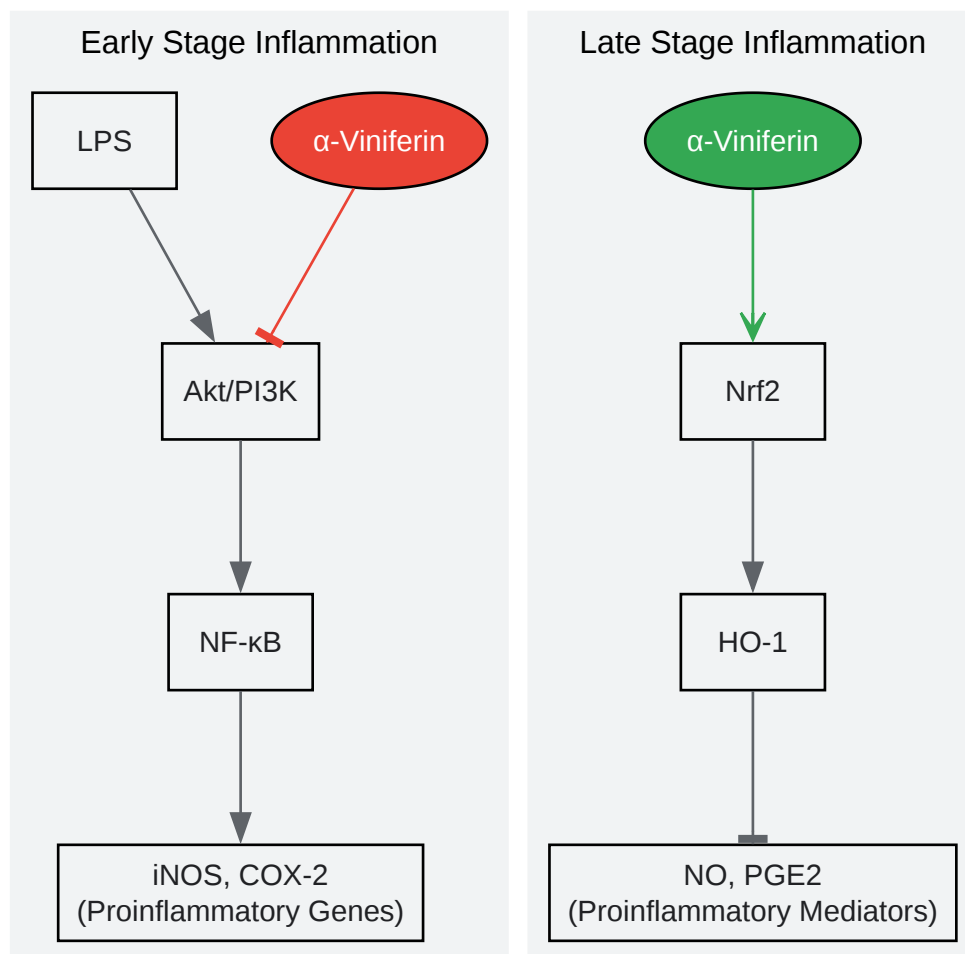 Early Stage Inflammation
LPS
α-Viniferin
Akt/PI3K
NF-κB
iNOS, COX-2
(Proinflammatory Genes)
Late Stage Inflammation
α-Viniferin
Nrf2
HO-1
NO, PGE2
(Proinflammatory Mediators)